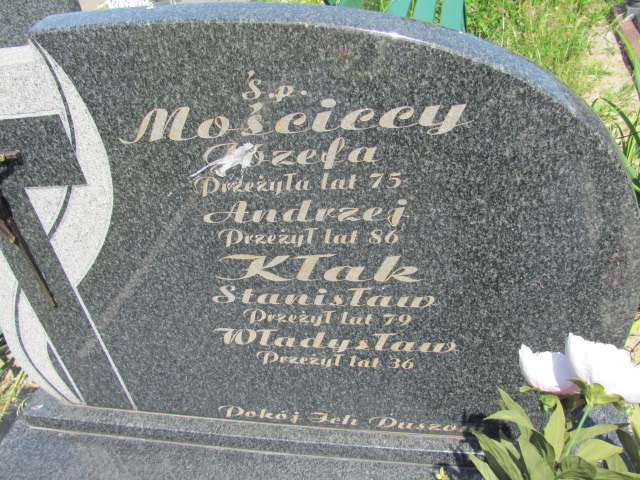 Ś.p.
Mościccy
Józefa
Przeżyła lat 75
Andrzej
Przeżył lat 86
Kłak
Stanisław
Przeżył lat 79
Władysław
Przeżył lat 36
Pokój Ich